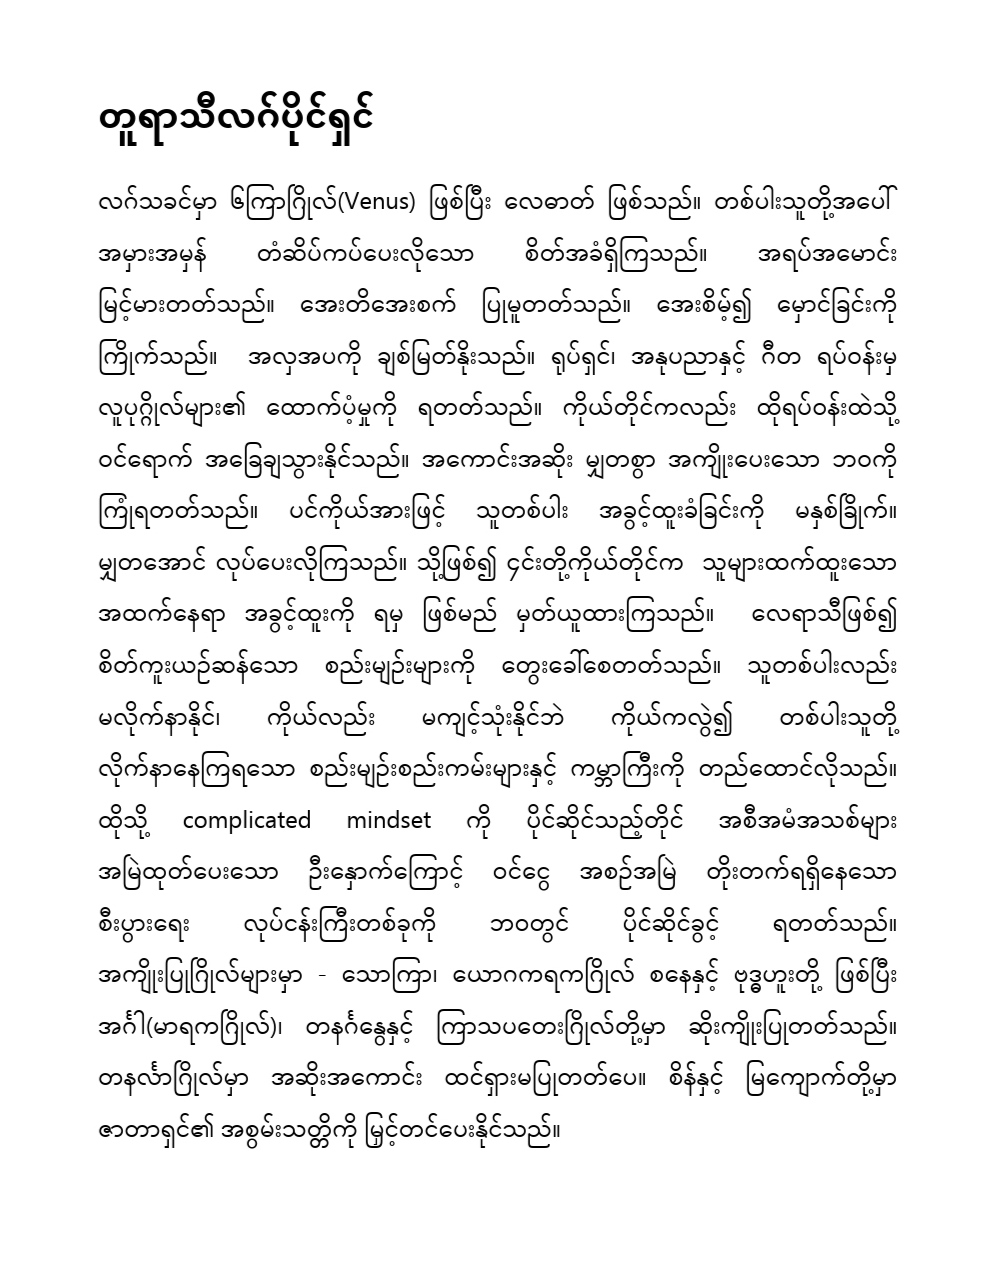 တူရာသီလဂ်ပိုင်ရှင်
လဂ်သခင်မှာ ၆ကြာဂြိုလ်(Venus) ဖြစ်ပြီး လေဓာတ် ဖြစ်သည်။ တစ်ပါးသူတို့အပေါ်
အမှားအမှန် တံဆိပ်ကပ်ပေးလိုသော စိတ်အခံရှိကြသည်။ အရပ်အမောင်း
မြင့်မားတတ်သည်။ အေးတိအေးစက် ပြုမူတတ်သည်။ အေးစိမ့်၍ မှောင်ခြင်းကို
ကြိုက်သည်။ အလှအပကို ချစ်မြတ်နိုးသည်။ ရုပ်ရှင်၊ အနုပညာနှင့် ဂီတ ရပ်ဝန်းမှ
လူပုဂ္ဂိုလ်များ၏ ထောက်ပံ့မှုကို ရတတ်သည်။ ကိုယ်တိုင်ကလည်း ထိုရပ်ဝန်းထဲသို့
ဝင်ရောက် အခြေချသွားနိုင်သည်။ အကောင်းအဆိုး မျှတစွာ အကျိုးပေးသော ဘဝကို
ကြုံရတတ်သည်။ ပင်ကိုယ်အားဖြင့် သူတစ်ပါး အခွင့်ထူးခံခြင်းကို မနှစ်ခြိုက်။
မျှတအောင် လုပ်ပေးလိုကြသည်။ သို့ဖြစ်၍ ၄င်းတို့ကိုယ်တိုင်က သူများထက်ထူးသော
အထက်နေရာ အခွင့်ထူးကို ရမှ ဖြစ်မည် မှတ်ယူထားကြသည်။ လေရာသီဖြစ်၍
စိတ်ကူးယဉ်ဆန်သော စည်းမျဉ်းများကို တွေးခေါ်စေတတ်သည်။ သူတစ်ပါးလည်း
မလိုက်နာနိုင်၊ ကိုယ်လည်း မကျင့်သုံးနိုင်ဘဲ ကိုယ်ကလွဲ၍ တစ်ပါးသူတို့
လိုက်နာနေကြရသော စည်းမျဉ်းစည်းကမ်းများနှင့် ကမ္ဘာကြီးကို တည်ထောင်လိုသည်။
ထိုသို့ complicated mindset ကို ပိုင်ဆိုင်သည့်တိုင် အစီအမံအသစ်များ
အမြဲထုတ်ပေးသော ဦးနှောက်ကြောင့် ဝင်ငွေ အစဉ်အမြဲ တိုးတက်ရရှိနေသော
စီးပွားရေး လုပ်ငန်းကြီးတစ်ခုကို ဘဝတွင် ပိုင်ဆိုင်ခွင့် ရတတ်သည်။
အကျိုးပြုဂြိုလ်များမှာ - သောကြာ၊ ယောဂကရကဂြိုလ် စနေနှင့် ဗုဒ္ဓဟူးတို့ ဖြစ်ပြီး
အင်္ဂါ(မာရကဂြိုလ်)၊ တနင်္ဂနွေနှင့် ကြာသပတေးဂြိုလ်တို့မှာ ဆိုးကျိုးပြုတတ်သည်။
တနင်္လာဂြိုလ်မှာ အဆိုးအကောင်း ထင်ရှားမပြုတတ်ပေ။ စိန်နှင့် မြကျောက်တို့မှာ
ဇာတာရှင်၏ အစွမ်းသတ္တိကို မြှင့်တင်ပေးနိုင်သည်။